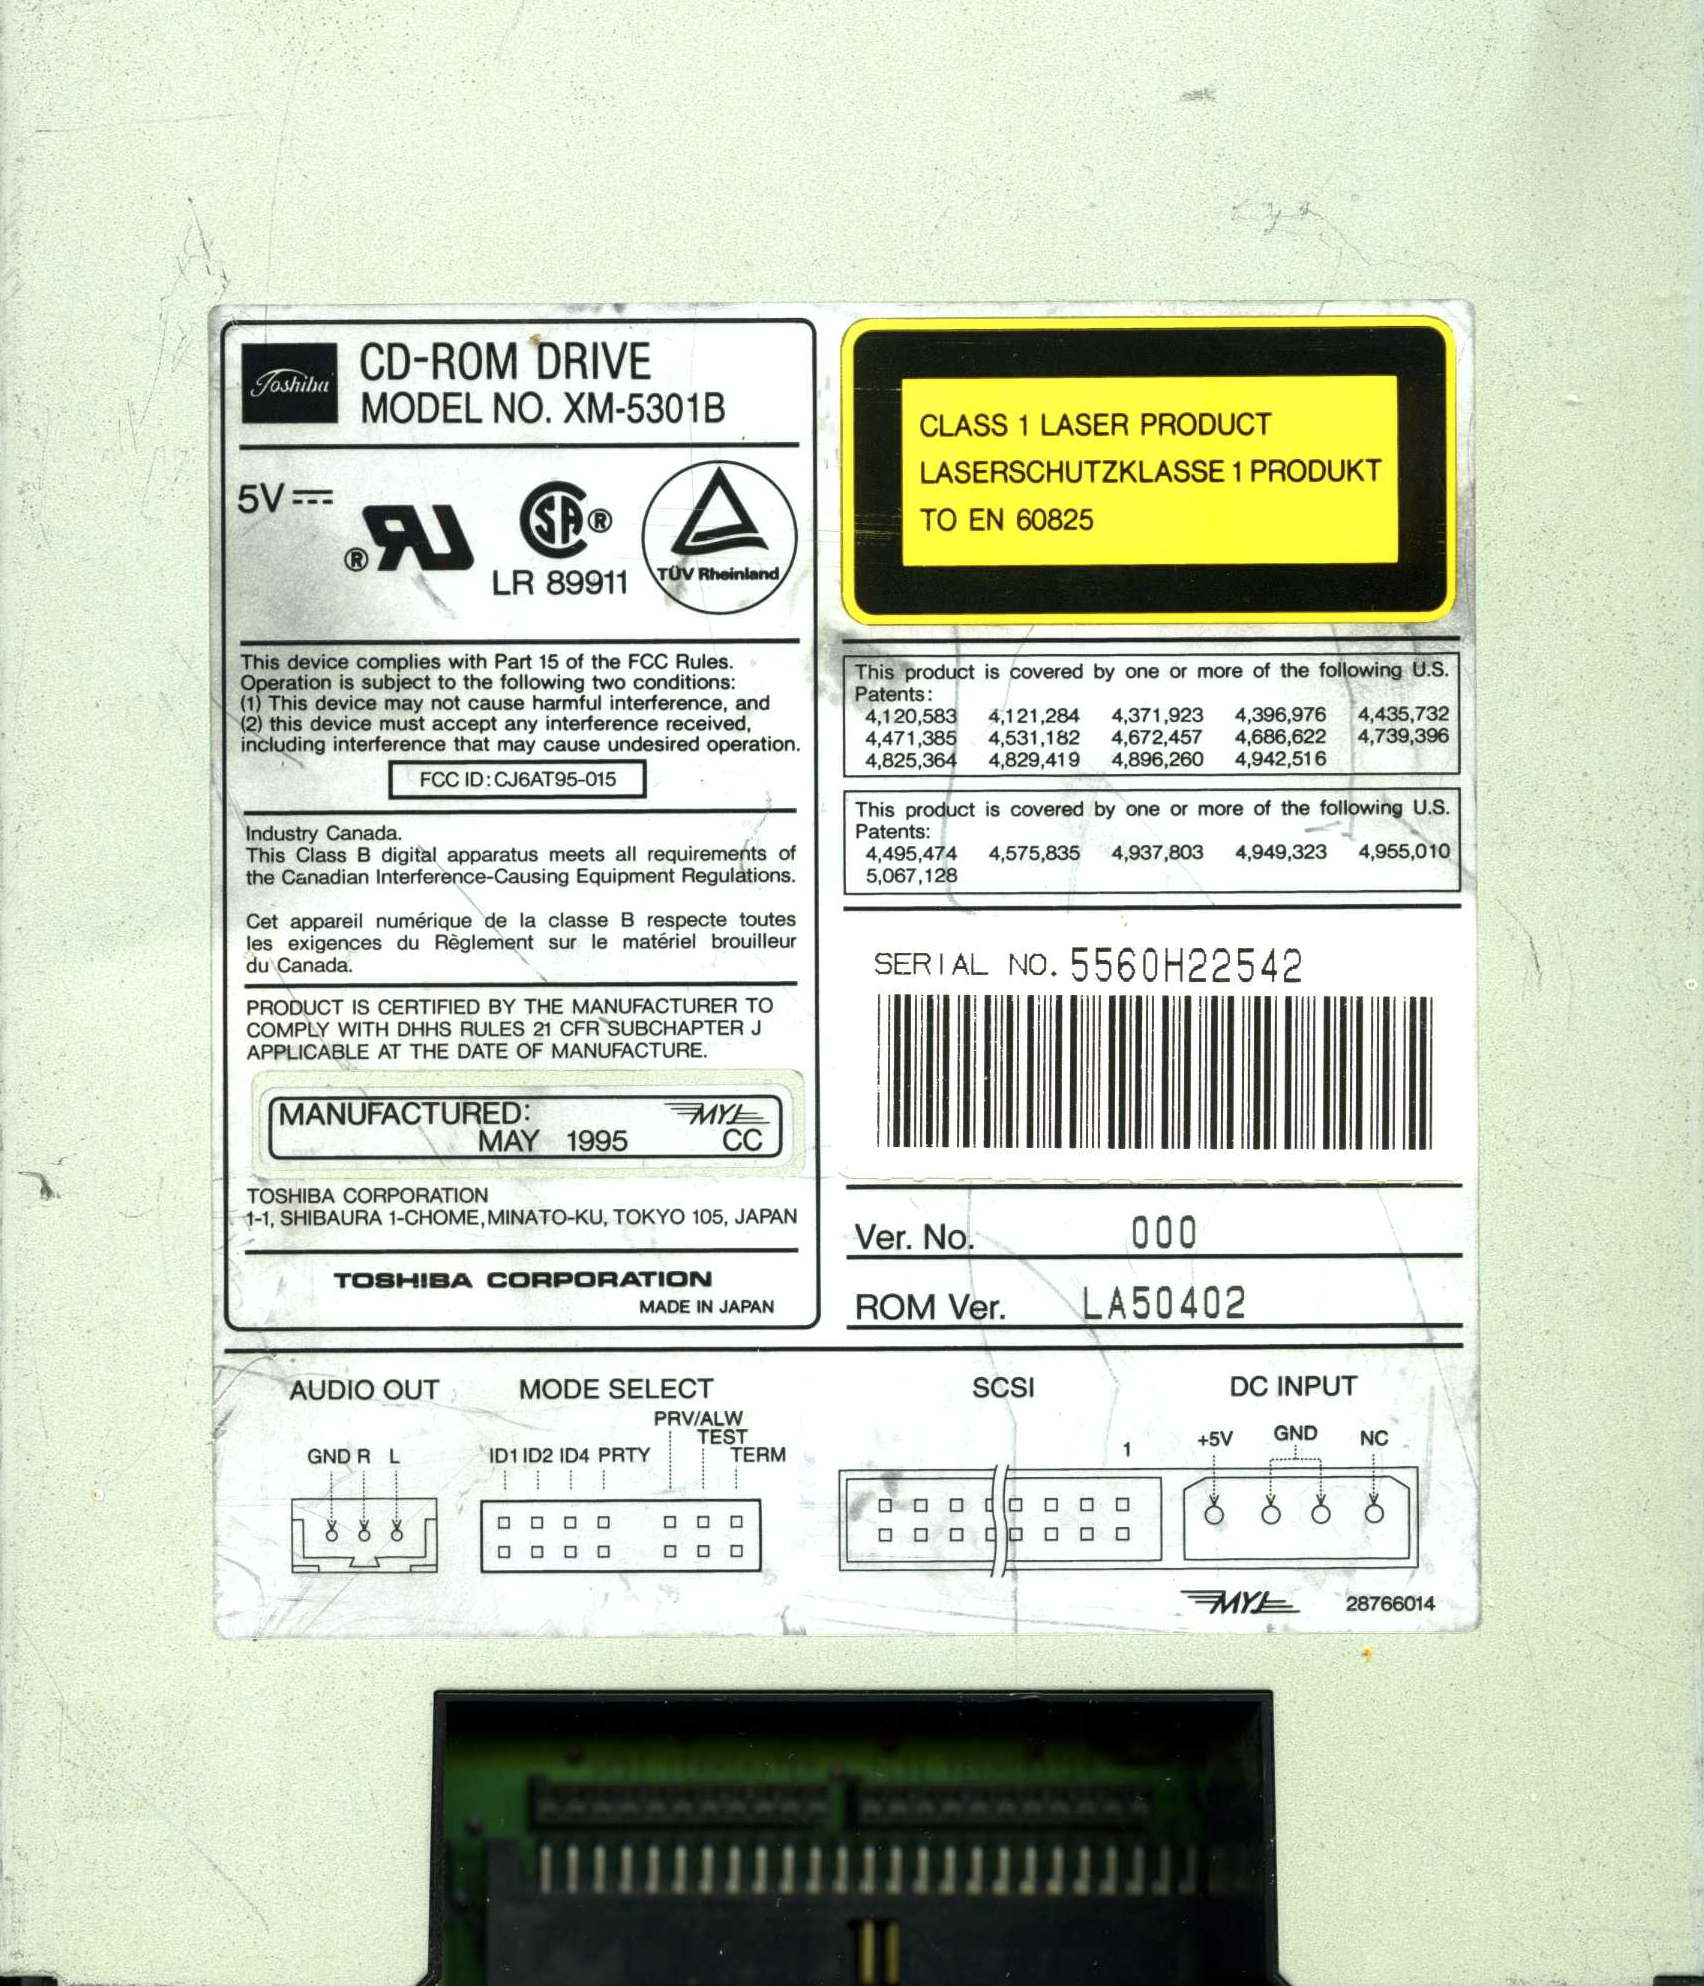 Toshiba
CD-ROM DRIVE
MODEL NO. XM-5301B
5V
® RU
SA ®
LR 89911
TÜV Rheinland
This device complies with Part 15 of the FCC Rules.
Operation is subject to the following two conditions:
(1) This device may not cause harmful interference, and
(2) this device must accept any interference received,
including interference that may cause undesired operation.
FCC ID: CJ6AT95-015
Industry Canada.
This Class B digital apparatus meets all requirements of
the Canadian Interference-Causing Equipment Regulations.
Cet appareil numérique de la classe B respecte toutes
les exigences du Règlement sur le matériel brouilleur
du Canada.
PRODUCT IS CERTIFIED BY THE MANUFACTURER TO
COMPLY WITH DHHS RULES 21 CFR SUBCHAPTER J
APPLICABLE AT THE DATE OF MANUFACTURE.
MANUFACTURED:
MAY 1995 CC
TOSHIBA CORPORATION
1-1, SHIBAURA 1-CHOME, MINATO-KU, TOKYO 105, JAPAN
TOSHIBA CORPORATION
MADE IN JAPAN
CLASS 1 LASER PRODUCT
LASERSCHUTZKLASSE 1 PRODUKT
TO EN 60825
This product is covered by one or more of the following U.S.
Patents:
4,120,583 4,121,284 4,371,923 4,396,976 4,435,732
4,471,385 4,531,182 4,672,457 4,686,622 4,739,396
4,825,364 4,829,419 4,896,260 4,942,516
This product is covered by one or more of the following U.S.
Patents:
4,495,474 4,575,835 4,937,803 4,949,323 4,955,010
5,067,128
SERIAL NO. 5560H22542
Ver. No. 000
ROM Ver. LA50402
AUDIO OUT
GND R L
MODE SELECT
PRV/ALW
TEST
ID1 ID2 ID4 PRTY TERM
SCSI
1
DC INPUT
+5V GND NC
28766014